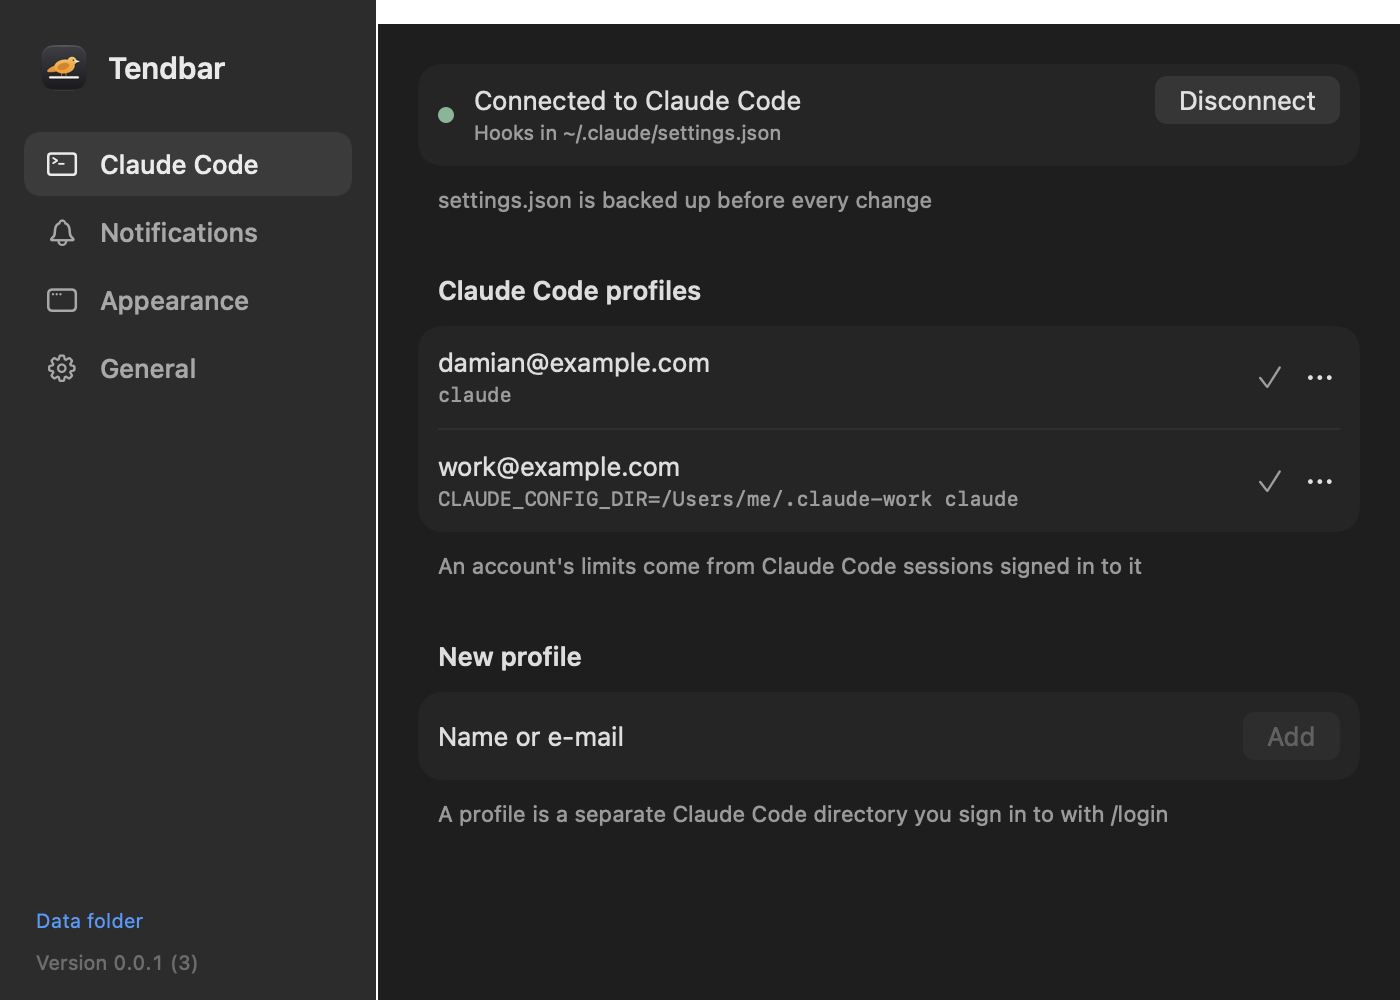 Tendbar
Claude Code
Notifications
Appearance
General
Data folder
Version 0.0.1 (3)
Connected to Claude Code
Hooks in ~/.claude/settings.json
Disconnect
settings.json is backed up before every change
Claude Code profiles
damian@example.com
claude
work@example.com
CLAUDE_CONFIG_DIR=/Users/me/.claude-work claude
An account's limits come from Claude Code sessions signed in to it
New profile
Name or e-mail
Add
A profile is a separate Claude Code directory you sign in to with /login